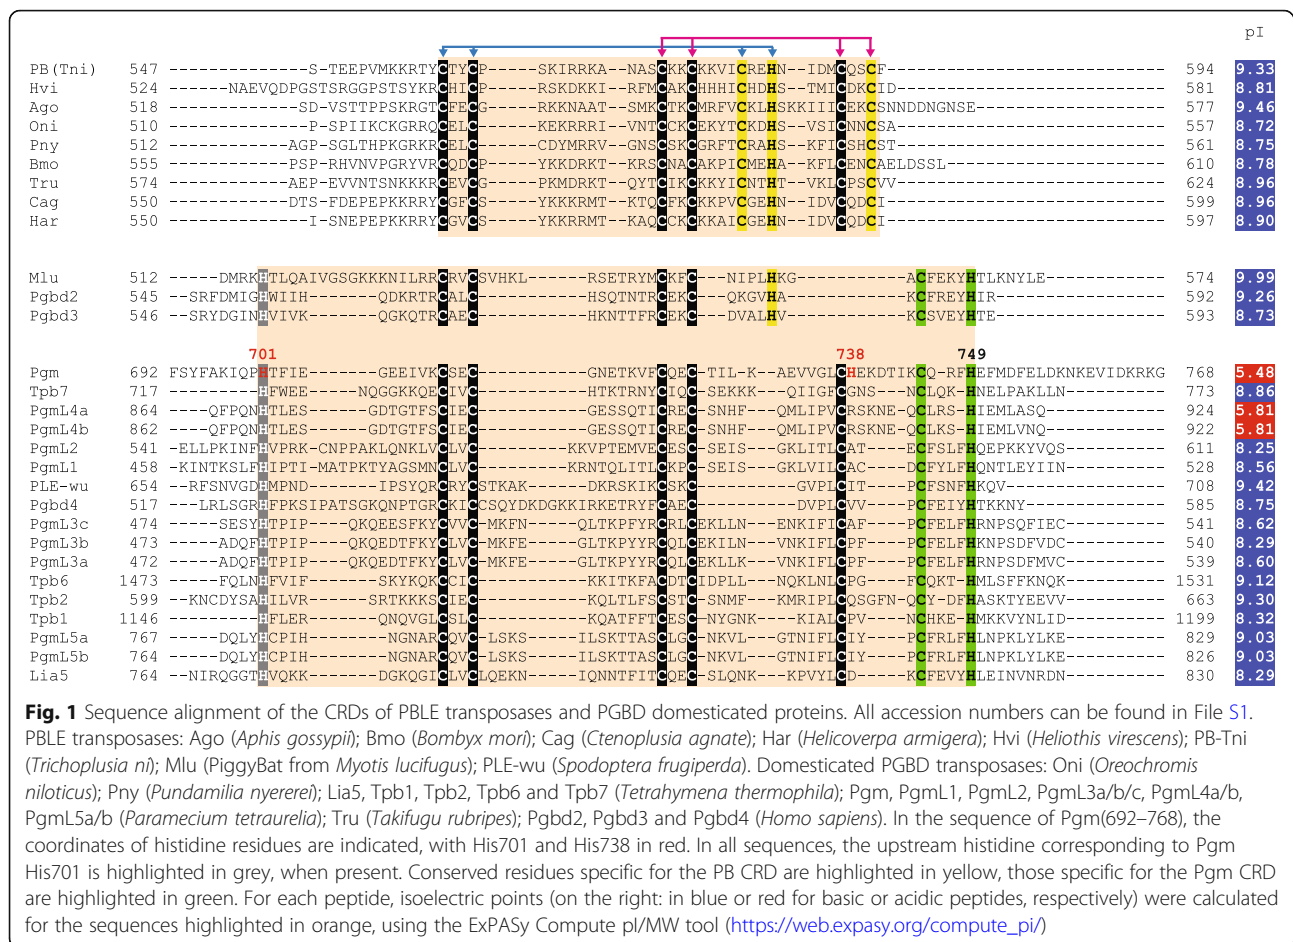 pI
PB(Tni) 547 --------------S-TEEPVMKKRTYCTYCP-----SKIRRKA--NASCKKCKKVICREHN--IDMCQSCF---------------------------- 594 9.33
Hvi 524 ------NAEVQDPGSTSRGGPSTSYKRCHICP-----RSKDKKI--RFMCAKCHHHICHDHS--TMICDKCID--------------------------- 581 8.81
Ago 518 -------------SD-VSTTPPSKRGTCFECG-----RKKNAAT--SMKCTKCMRFVCKLHSKKIIICEKCSNNDDNGNSE------------------- 577 9.46
Oni 510 --------------P-SPIIKCKGRRQCELC------KEKRRRI--VNTCCKCEKYTCKDHS--VSICNNCSA--------------------------- 557 8.72
Pny 512 ------------AGP-SGLTHPKGRKRCELC------CDYMRRV--GNSCSKCGRFTCRAHS--KFICSHCST--------------------------- 561 8.75
Bmo 555 ------------PSP-RHVNVPGRYVRCQDCP-----YKKDRKT--KRSCNACAKPICMEHA--KFLCENCAELDSSL---------------------- 610 8.78
Tru 574 ------------AEP-EVVNTSNKKKRCEVCG-----PKMDRKT--QYTCIKCKKYICNTHT--VKLCPSCVV--------------------------- 624 8.96
Cag 550 ------------DTS-FDEPEPKKRRYCGFCS-----YKKKRMT--KTQCFKCKKPVCGEHN--IDVCQDCI---------------------------- 599 8.96
Har 550 --------------I-SNEPEPKKRRYCGVCS-----YKKKRMT--KAQCCKCKKAICGEHN--IDVCQDCI---------------------------- 597 8.90
Mlu 512 -----DMRKHTLQAIVGSGKKKNILRRCRVCSVHKL------RSETRYMCKFC---NIPLHKG-----------ACFEKYHTLKNYLE------------ 574 9.99
Pgbd2 545 --SRFDMIGHWIIH-------QDKRTRCALC-----------HSQTNTRCEKC--QKGVHA------------KCFREYHIR----------------- 592 9.26
Pgbd3 546 --SRYDGINHVIVK-------QGKQTRCAEC-----------HKNTTFRCEKC--DVALHV------------KCSVEYHTE----------------- 593 8.73
701 738 749
Pgm 692 FSYFAKIQPHTFIE-------GEEIVKCSEC-----------GNETKVFCQEC-TIL-K---AEVVGLCHEKDTIKCQ-RFHEFMDFELDKNKEVIDKRKG 768 5.48
Tpb7 717 ---------HFWEE----NQGGKKQECIVC-----------HTKTRNYCIQC-SEKKK---QIIGFCGNS---NCLQK-HNELPAKLLN---------- 773 8.86
PgmL4a 864 ----QFPQNHTLES-------GDTGTFSCIEC----------GESSQTICREC-SNHF---QMLIPVCRSKNE-QCLRS-HIEMLASQ------------ 924 5.81
PgmL4b 862 ----QFPQNHTLES-------GDTGTFSCIEC----------GESSQTICREC-SNHF---QMLIPVCRSKNE-QCLKS-HIEMLVNQ------------ 922 5.81
PgmL2 541 -ELLPKINFHVPRK-CNPPAKLQNKLVCLVC--------KKVPTEMVECESC-SEIS---GKLITLCAT----ECFSLFHQEPKKYVQS---------- 611 8.25
PgmL1 458 -KINTKSLFHIPTI-MATPKTYAGSMNCLVC--------KRNTQLITLCKPC-SEIS---GKLVILCAC----DCFYLFHQNTLEYIIN---------- 528 8.56
PLE-wu 654 --RFSNVGDHMPND-----IPSYQRCRYCSTKAK-----DKRSKIKCSKC----------GVPLCIT----PCFSNFHKQV---------------- 708 9.42
Pgbd4 517 ---LRLSGRHFPKSIPATSGKQNPTGRCKICCSQYDKDGKKIRKETRYFCAEC----------DVPLCVV----PCFEIYHTKKNY-------------- 585 8.75
PgmL3c 474 -----SESYHTPIP----QKQEESFKYCVVC-MKFN----QLTKPFYRCRLCEKLLN---ENKIFICAF----PCFELFHRNPSQFIEC---------- 541 8.62
PgmL3b 473 -----ADQFHTPIP----QKQEDTFKYCLVC-MKFE----GLTKPYYRCQLCEKILN---VNKIFLCPF----PCFELFHKNPSDFVDC---------- 540 8.29
PgmL3a 472 -----ADQFHTPIP----QKQEDTFKYCLVC-MKFE----GLTKPYYRCQLCEKLLK---VNKIFLCPF----PCFELFHRNPSDFMVC---------- 539 8.60
Tpb6 1473 -----FQLNHFVIF-----SKYKQKCCIC-----------KKITKFACDTCIDPLL---NQKLNLCPG----FCQKT-HMLSFFKNQK---------- 1531 9.12
Tpb2 599 --KNCDYSAHILVR------SRTKKKSCIEC----------KQLTLFSCSTC-SNMF---KMRIPLCQSGFN-QCY-DFHASKTYEEVV---------- 663 9.30
Tpb1 1146 ---------HFLER-------QNQVGLCSLC----------KQATFFTCESC-NYGNK----KIALCPV----NCHKE-HMKKVYNLID---------- 1199 8.32
PgmL5a 767 -----DQLYHCPIH--------NGNARCQVC-LSKS----ILSKTTASCLGC-NKVL---GTNIFLCIY----PCFRLFHLNPKLYLKE---------- 829 9.03
PgmL5b 764 -----DQLYHCPIH--------NGNARCQVC-LSKS----ILSKTTASCLGC-NKVL---GTNIFLCIY----PCFRLFHLNPKLYLKE---------- 826 9.03
Lia5 764 ---NIRQGGTHVQKK------DGKQGICLVCLQEKN----IQNNTFITCQEC-SLQNK----KPVYLCD-----KCFEVYHLEINVNRDN---------- 830 8.29
Fig. 1 Sequence alignment of the CRDs of PBLE transposases and PGBD domesticated proteins. All accession numbers can be found in File S1.
PBLE transposases: Ago (Aphis gossypii); Bmo (Bombyx mori); Cag (Ctenoplusia agnate); Har (Helicoverpa armigera); Hvi (Heliothis virescens); PB-Tni
(Trichoplusia ni); Mlu (PiggyBat from Myotis lucifugus); PLE-wu (Spodoptera frugiperda). Domesticated PGBD transposases: Oni (Oreochromis
niloticus); Pny (Pundamilia nyererei); Lia5, Tpb1, Tpb2, Tpb6 and Tpb7 (Tetrahymena thermophila); Pgm, PgmL1, PgmL2, PgmL3a/b/c, PgmL4a/b,
PgmL5a/b (Paramecium tetraurelia); Tru (Takifugu rubripes); Pgbd2, Pgbd3 and Pgbd4 (Homo sapiens). In the sequence of Pgm(692–768), the
coordinates of histidine residues are indicated, with His701 and His738 in red. In all sequences, the upstream histidine corresponding to Pgm
His701 is highlighted in grey, when present. Conserved residues specific for the PB CRD are highlighted in yellow, those specific for the Pgm CRD
are highlighted in green. For each peptide, isoelectric points (on the right: in blue or red for basic or acidic peptides, respectively) were calculated
for the sequences highlighted in orange, using the ExPASy Compute pI/MW tool (https://web.expasy.org/compute_pi/)